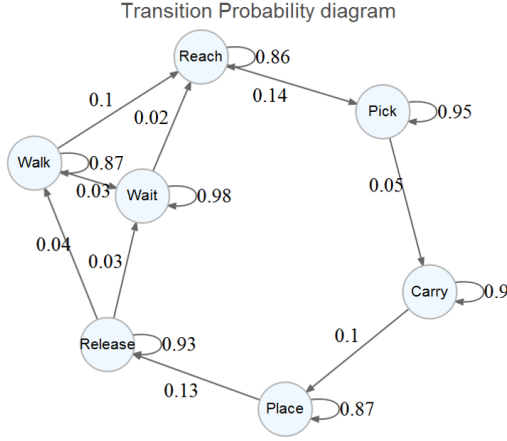 Transition Probability diagram
Reach
0.86
0.1
0.02
0.14
Pick
0.95
Walk
0.87
0.03
Wait
0.98
0.05
0.04
0.03
Carry
0.9
Release
0.93
0.1
0.13
Place
0.87